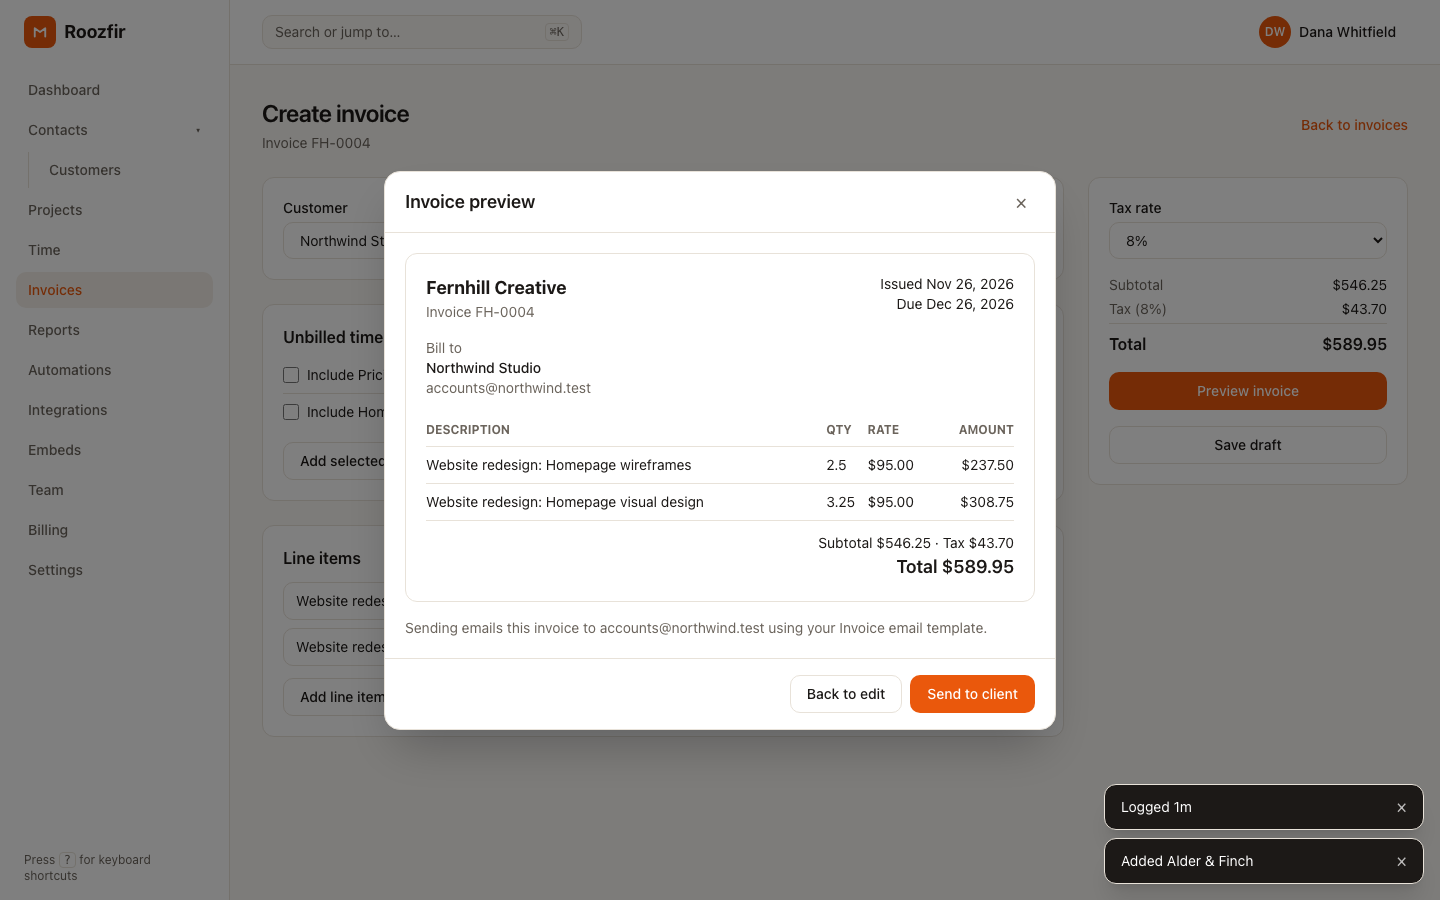 Roozfir
Search or jump to...
⌘K
DW
Dana Whitfield
Dashboard
Contacts
Customers
Projects
Time
Invoices
Reports
Automations
Integrations
Embeds
Team
Billing
Settings
Press ? for keyboard
shortcuts
Create invoice
Invoice FH-0004
Back to invoices
Customer
Northwind St
Unbilled time
Include Pric
Include Hom
Add selected
Line items
Website redes
Website redes
Add line item
Tax rate
8%
Subtotal $546.25
Tax (8%) $43.70
Total $589.95
Preview invoice
Save draft
Invoice preview
Fernhill Creative
Invoice FH-0004
Issued Nov 26, 2026
Due Dec 26, 2026
Bill to
Northwind Studio
accounts@northwind.test
DESCRIPTION QTY RATE AMOUNT
Website redesign: Homepage wireframes 2.5 $95.00 $237.50
Website redesign: Homepage visual design 3.25 $95.00 $308.75
Subtotal $546.25 · Tax $43.70
Total $589.95
Sending emails this invoice to accounts@northwind.test using your Invoice email template.
Back to edit
Send to client
Logged 1m
Added Alder & Finch